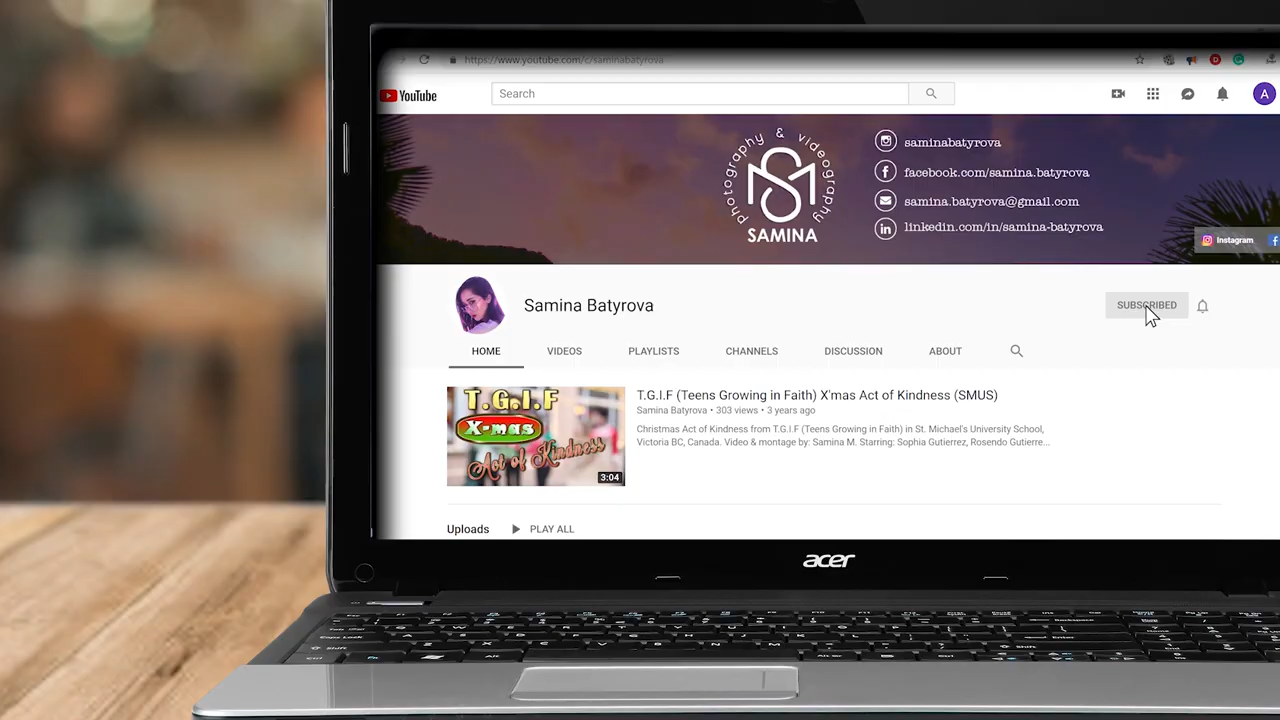 https://www.youtube.com/c/saminabatyrova
YouTube
Search
A
photography & videography
SAMINA
saminabatyrova
facebook.com/samina.batyrova
samina.batyrova@gmail.com
linkedin.com/in/samina-batyrova
Instagram
Samina Batyrova
SUBSCRIBED
HOME VIDEOS PLAYLISTS CHANNELS DISCUSSION ABOUT
T.G.I.F
X-mas
Act of Kindness
3:04
T.G.I.F (Teens Growing in Faith) X'mas Act of Kindness (SMUS)
Samina Batyrova • 303 views • 3 years ago
Christmas Act of Kindness from T.G.I.F (Teens Growing in Faith) in St. Michael's University School,
Victoria BC, Canada. Video & montage by: Samina M. Starring: Sophia Gutierrez, Rosendo Gutierre...
Uploads PLAY ALL
acer